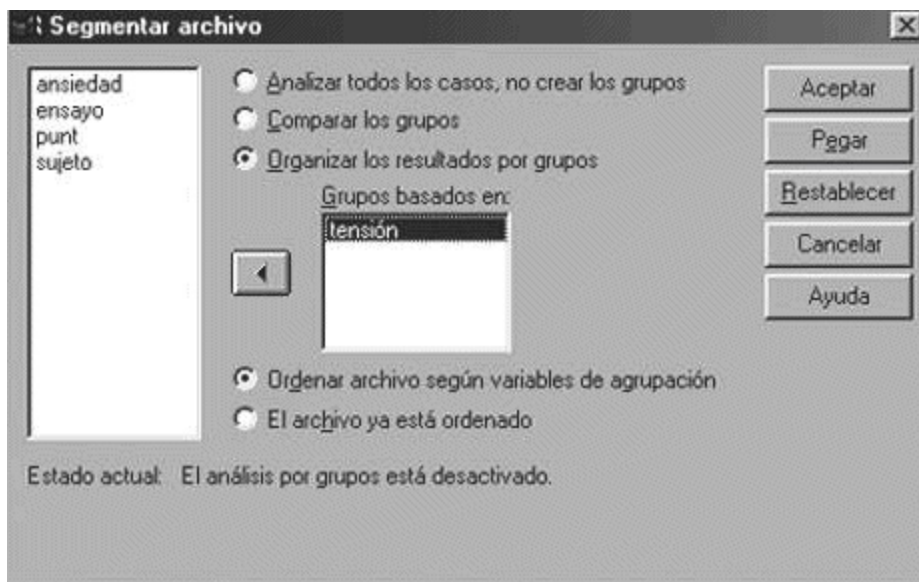 Segmentar archivo
ansiedad
ensayo
punt
sujeto
Analizar todos los casos, no crear los grupos
Comparar los grupos
Organizar los resultados por grupos
Grupos basados en:
tensión
Ordenar archivo según variables de agrupación
El archivo ya está ordenado
Aceptar
Pegar
Restablecer
Cancelar
Ayuda
Estado actual: El análisis por grupos está desactivado.